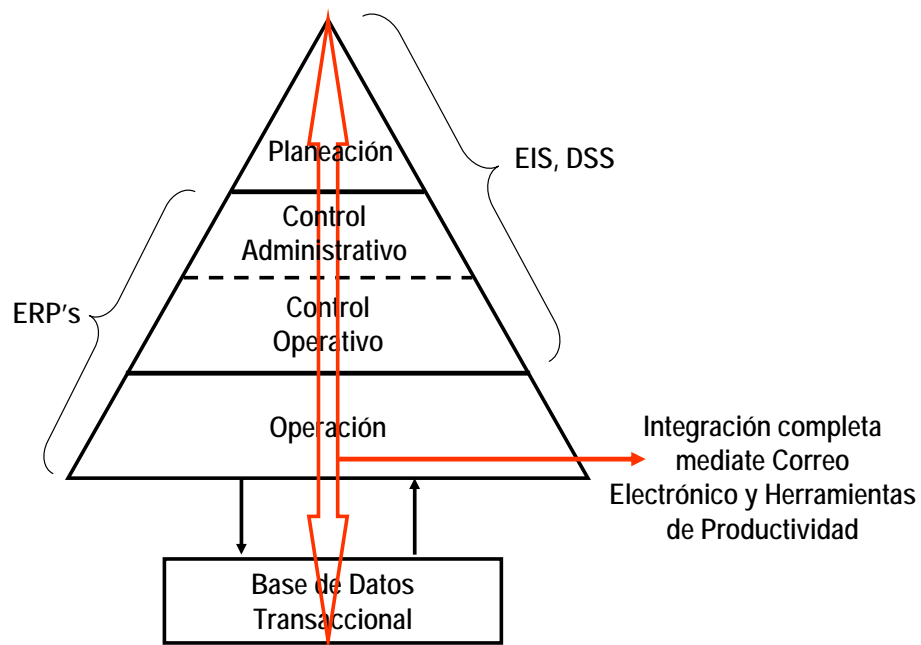 Planeación
EIS, DSS
Control
Administrativo
ERP's
Control
Operativo
Operación
Integración completa
mediate Correo
Electrónico y Herramientas
de Productividad
Base de Datos
Transaccional